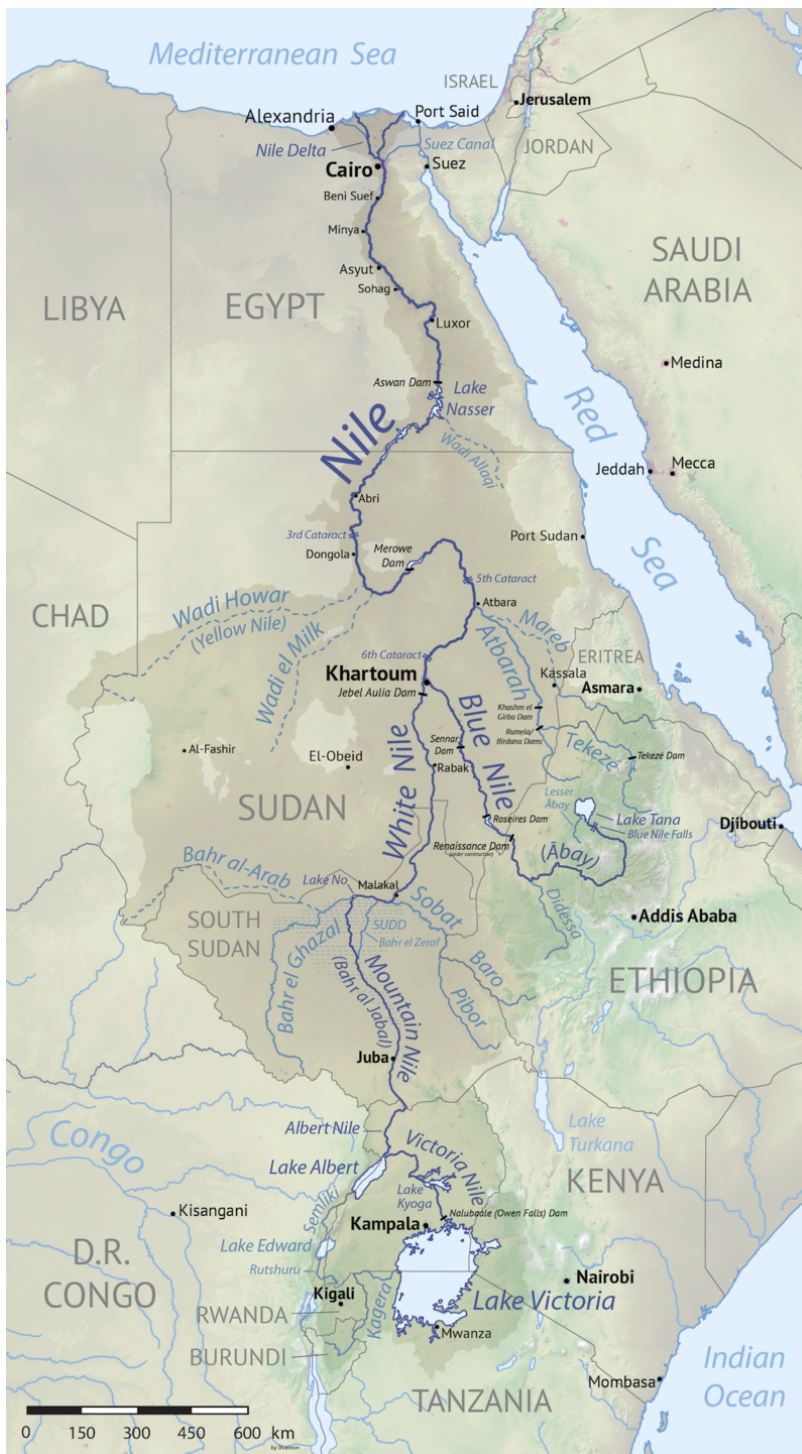 Mediterranean Sea
ISRAEL
Jerusalem
Alexandria
Port Said
Nile Delta
Suez Canal
JORDAN
Cairo
Suez
Beni Suef
Minya
SAUDI
ARABIA
Asyut
Sohag
LIBYA
EGYPT
Luxor
Medina
Aswan Dam
Lake
Nasser
Red
Sea
Nile
Wadi Allaqi
Jeddah
Mecca
Abri
3rd Cataract
Dongola
Merowe
Dam
Port Sudan
5th Cataract
Wadi Howar
(Yellow Nile)
CHAD
Atbara
Mareb
Wadi el Milk
Atbarah
6th Cataract
ERITREA
Khartoum
Kassala
Asmara
Jebel Aulia Dam
Khashm el
Girba Dam
Blue Nile
Rumela/
Birdana Dams
Al-Fashir
El-Obeid
Sennar
Dam
Tekezé
Tekezé Dam
Rabak
White Nile
SUDAN
Lesser
Abay
Lake Tana
Blue Nile Falls
Roseires Dam
Djibouti
Renaissance Dam
(under construction)
(Ābay)
Bahr al-Arab
Lake No
Malakal
Sobat
Didessa
Addis Ababa
SOUTH
SUDAN
SUDD
Bahr el Zeraf
Bahr el Ghazal
Baro
ETHIOPIA
Mountain Nile
(Bahr al Jabal)
Pibor
Juba
Albert Nile
Lake
Turkana
Congo
Victoria Nile
Lake Albert
KENYA
Lake
Kyoga
Semliki
Kisangani
Nalubaale (Owen Falls) Dam
Kampala
Lake Edward
D.R.
CONGO
Rutshuru
Nairobi
Kigali
Lake Victoria
RWANDA
Kagera
Mwanza
BURUNDI
Indian
Ocean
Mombasa
TANZANIA
0 150 300 450 600 km
by Shannon